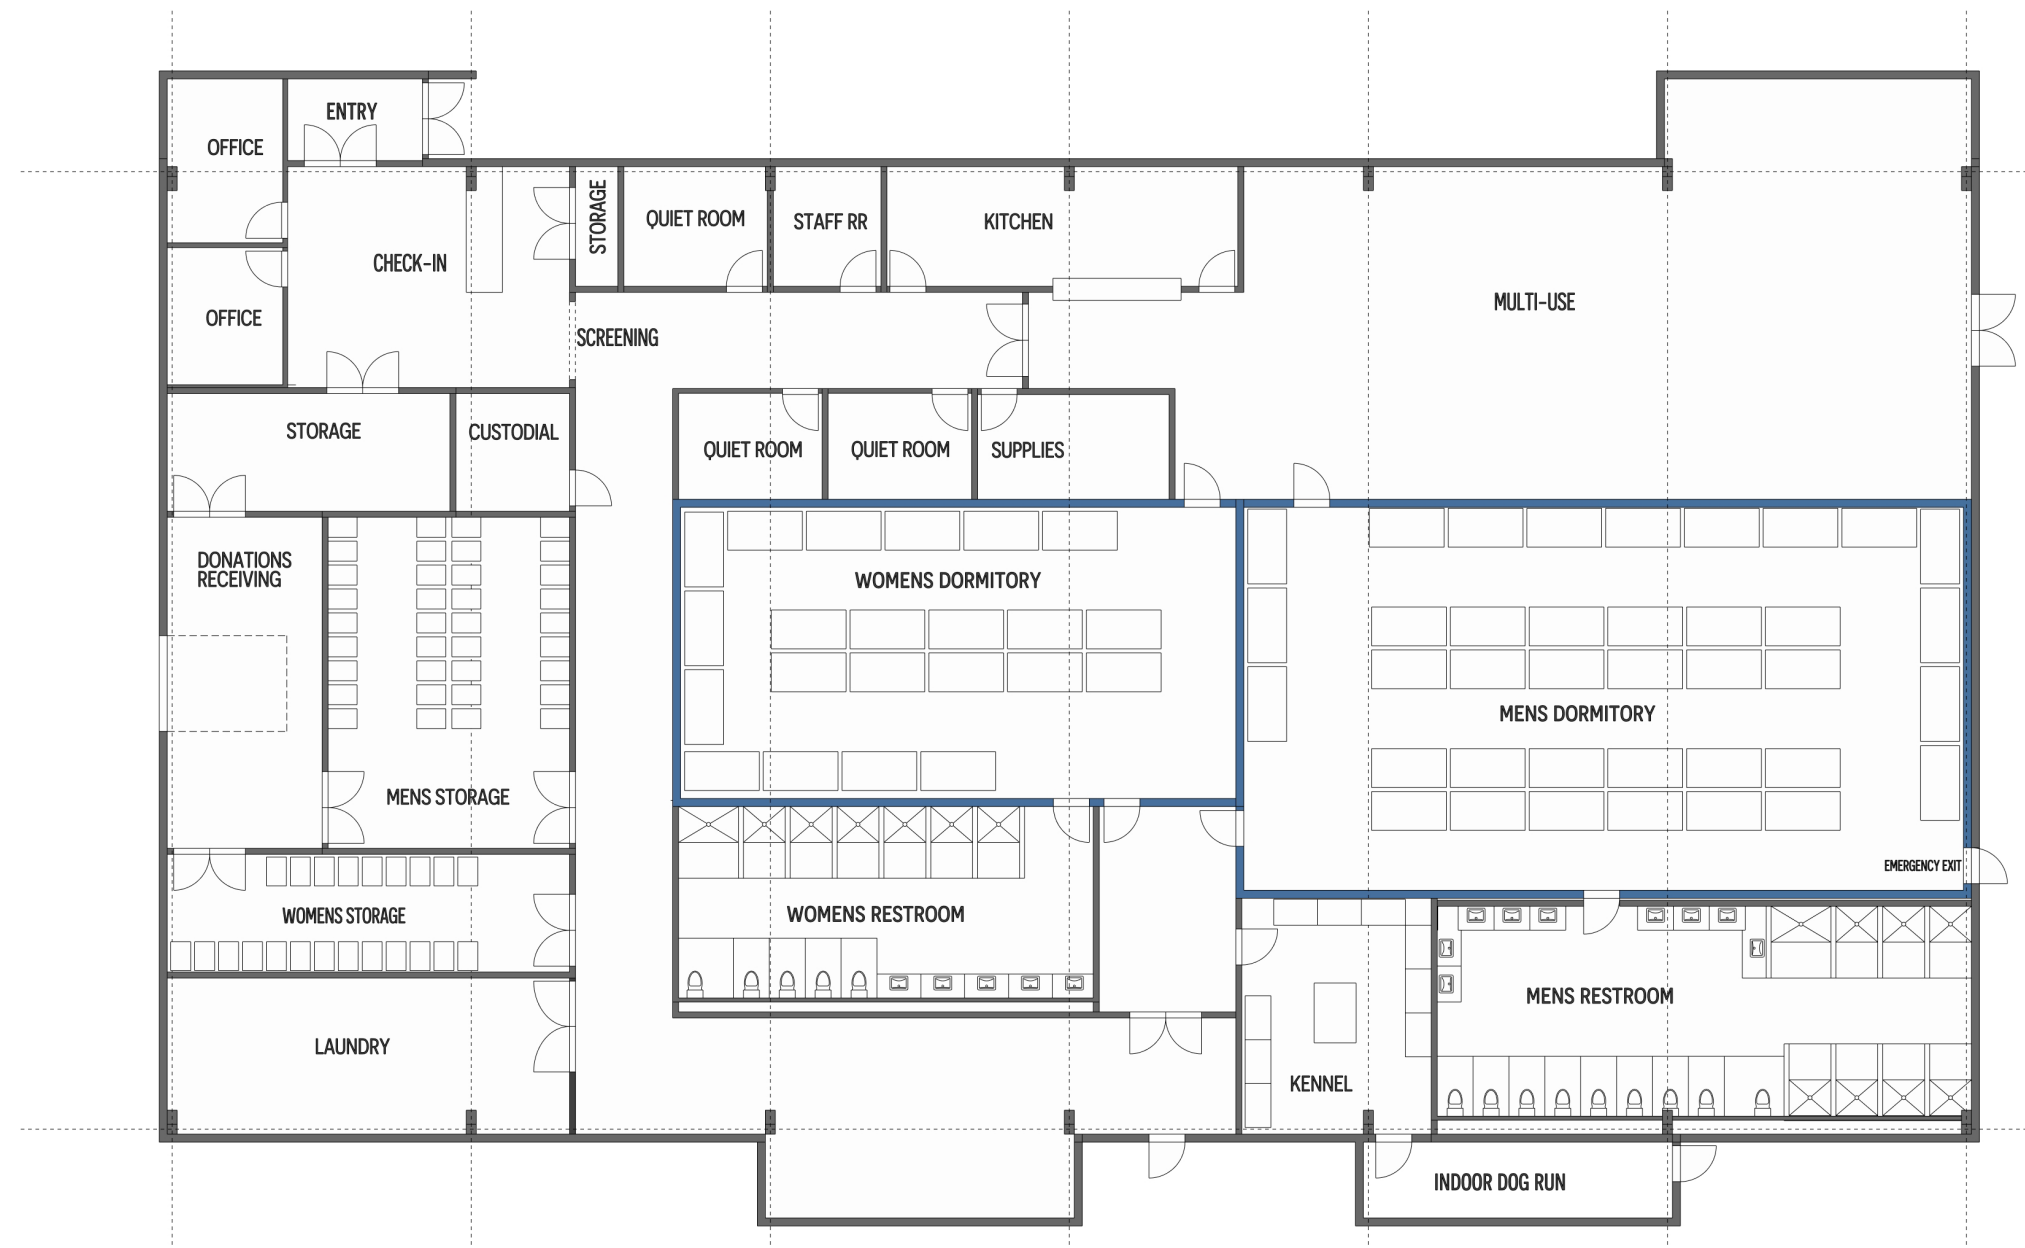 ENTRY
OFFICE
STORAGE
QUIET ROOM
STAFF RR
KITCHEN
CHECK-IN
MULTI-USE
OFFICE
SCREENING
STORAGE
CUSTODIAL
QUIET ROOM
QUIET ROOM
SUPPLIES
DONATIONS
RECEIVING
WOMENS DORMITORY
MENS DORMITORY
MENS STORAGE
EMERGENCY EXIT
WOMENS STORAGE
WOMENS RESTROOM
MENS RESTROOM
LAUNDRY
KENNEL
INDOOR DOG RUN